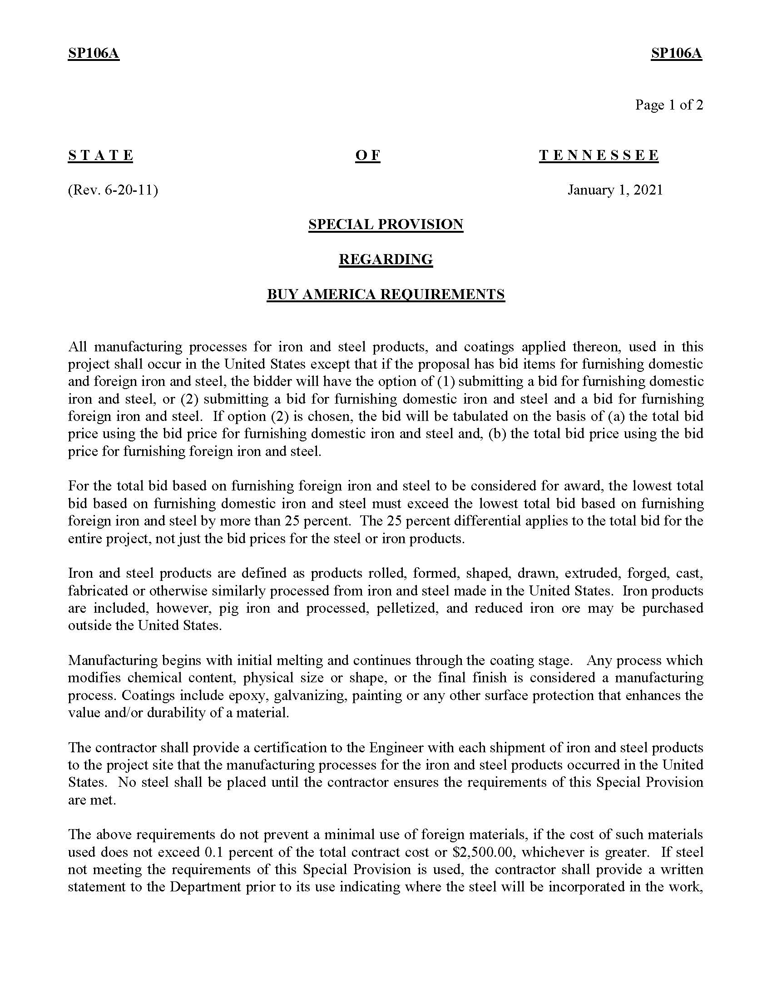 SP106A SP106A
Page 1 of 2
S T A T E O F T E N N E S S E E
(Rev. 6-20-11) January 1, 2021
SPECIAL PROVISION
REGARDING
BUY AMERICA REQUIREMENTS
All manufacturing processes for iron and steel products, and coatings applied thereon, used in this
project shall occur in the United States except that if the proposal has bid items for furnishing domestic
and foreign iron and steel, the bidder will have the option of (1) submitting a bid for furnishing domestic
iron and steel, or (2) submitting a bid for furnishing domestic iron and steel and a bid for furnishing
foreign iron and steel. If option (2) is chosen, the bid will be tabulated on the basis of (a) the total bid
price using the bid price for furnishing domestic iron and steel and, (b) the total bid price using the bid
price for furnishing foreign iron and steel.
For the total bid based on furnishing foreign iron and steel to be considered for award, the lowest total
bid based on furnishing domestic iron and steel must exceed the lowest total bid based on furnishing
foreign iron and steel by more than 25 percent. The 25 percent differential applies to the total bid for the
entire project, not just the bid prices for the steel or iron products.
Iron and steel products are defined as products rolled, formed, shaped, drawn, extruded, forged, cast,
fabricated or otherwise similarly processed from iron and steel made in the United States. Iron products
are included, however, pig iron and processed, pelletized, and reduced iron ore may be purchased
outside the United States.
Manufacturing begins with initial melting and continues through the coating stage. Any process which
modifies chemical content, physical size or shape, or the final finish is considered a manufacturing
process. Coatings include epoxy, galvanizing, painting or any other surface protection that enhances the
value and/or durability of a material.
The contractor shall provide a certification to the Engineer with each shipment of iron and steel products
to the project site that the manufacturing processes for the iron and steel products occurred in the United
States. No steel shall be placed until the contractor ensures the requirements of this Special Provision
are met.
The above requirements do not prevent a minimal use of foreign materials, if the cost of such materials
used does not exceed 0.1 percent of the total contract cost or $2,500.00, whichever is greater. If steel
not meeting the requirements of this Special Provision is used, the contractor shall provide a written
statement to the Department prior to its use indicating where the steel will be incorporated in the work,